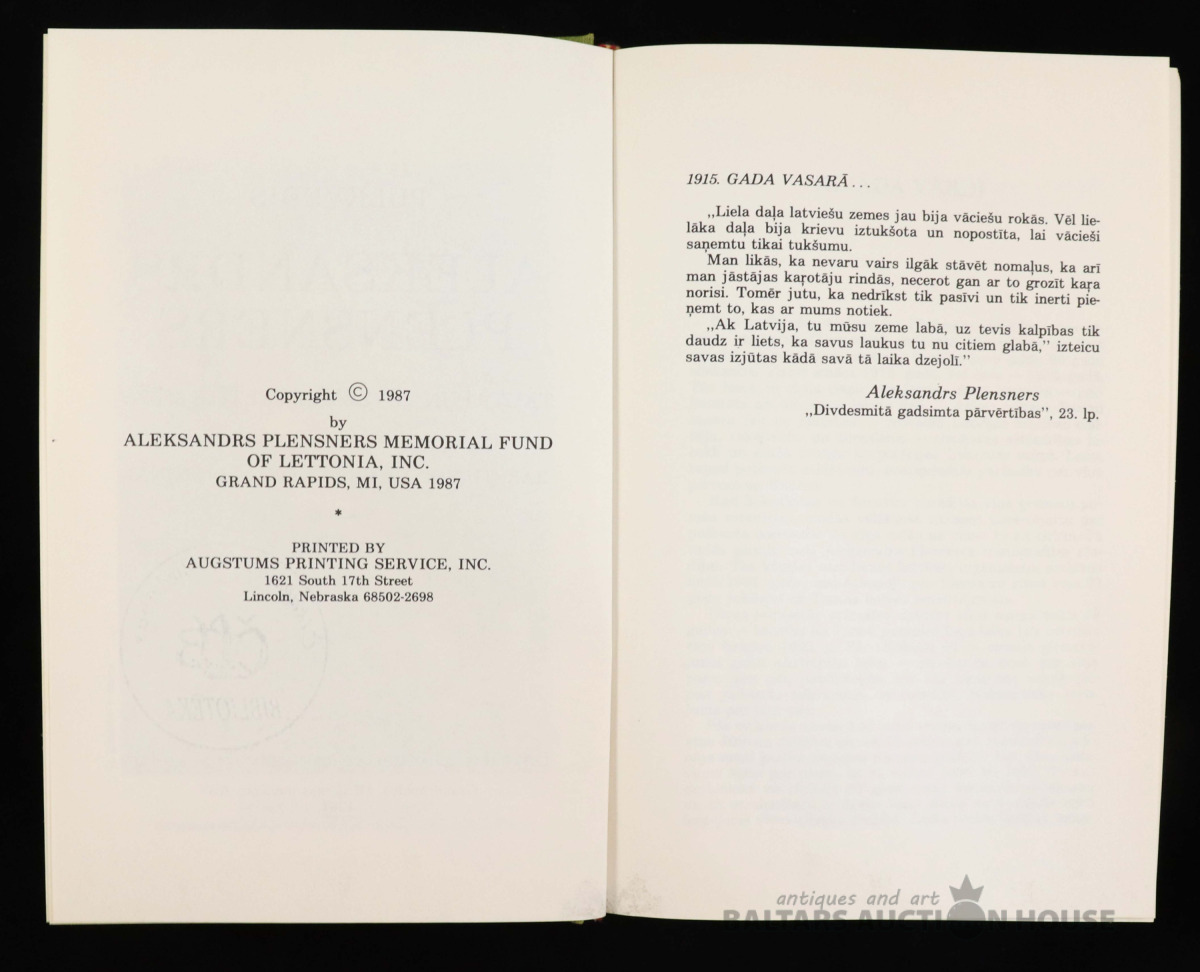 Copyright © 1987
by
ALEKSANDRS PLENSNERS MEMORIAL FUND
OF LETTONIA, INC.
GRAND RAPIDS, MI, USA 1987
*
PRINTED BY
AUGSTUMS PRINTING SERVICE, INC.
1621 South 17th Street
Lincoln, Nebraska 68502-2698
BIBLIOTEKA
1915. GADA VASARĀ . . .
,,Liela daļa latviešu zemes jau bija vāciešu rokās. Vēl lie-
lāka daļa bija krievu iztukšota un nopostīta, lai vācieši
saņemtu tikai tukšumu.
Man likās, ka nevaru vairs ilgāk stāvēt nomaļus, ka arī
man jāstājas kaŗotāju rindās, necerot gan ar to grozīt kaŗa
norisi. Tomēr jutu, ka nedrīkst tik pasīvi un tik inerti pie-
ņemt to, kas ar mums notiek.
,,Ak Latvija, tu mūsu zeme labā, uz tevis kalpības tik
daudz ir liets, ka savus laukus tu nu citiem glabā,'' izteicu
savas izjūtas kādā savā tā laika dzejolī.''
Aleksandrs Plensners
,,Divdesmitā gadsimta pārvērtības'', 23. lp.
antiques and art
BALTARS AUCTION HOUSE